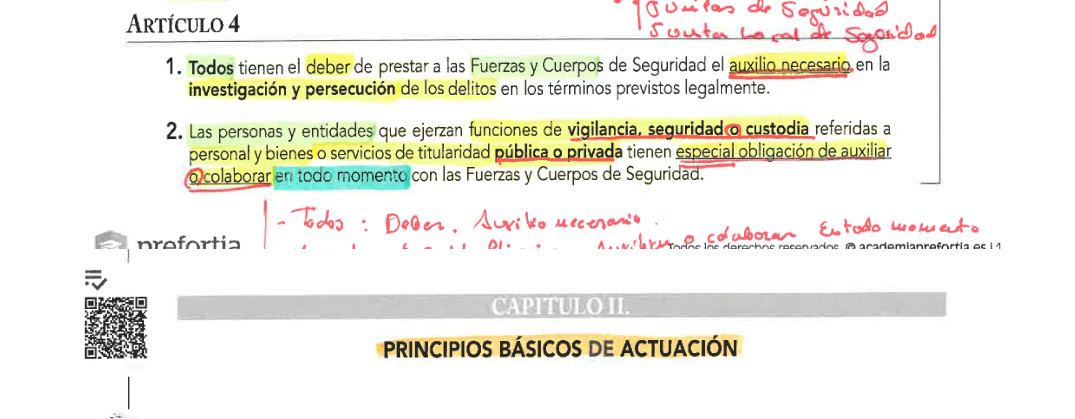 Juntas de Seguridad
Junta Local de Seguridad
ARTÍCULO 4
1. Todos tienen el deber de prestar a las Fuerzas y Cuerpos de Seguridad el auxilio necesario en la
investigación y persecución de los delitos en los términos previstos legalmente.
2. Las personas y entidades que ejerzan funciones de vigilancia, seguridad o custodia referidas a
personal y bienes o servicios de titularidad pública o privada tienen especial obligación de auxiliar
o colaborar en todo momento con las Fuerzas y Cuerpos de Seguridad.
- Todos : Deber. Auxilio necesario.
o colaborar En todo momento
prefortia
Todos los derechos reservados. © academiaprefortia.es | 1
CAPITULO II.
PRINCIPIOS BÁSICOS DE ACTUACIÓN